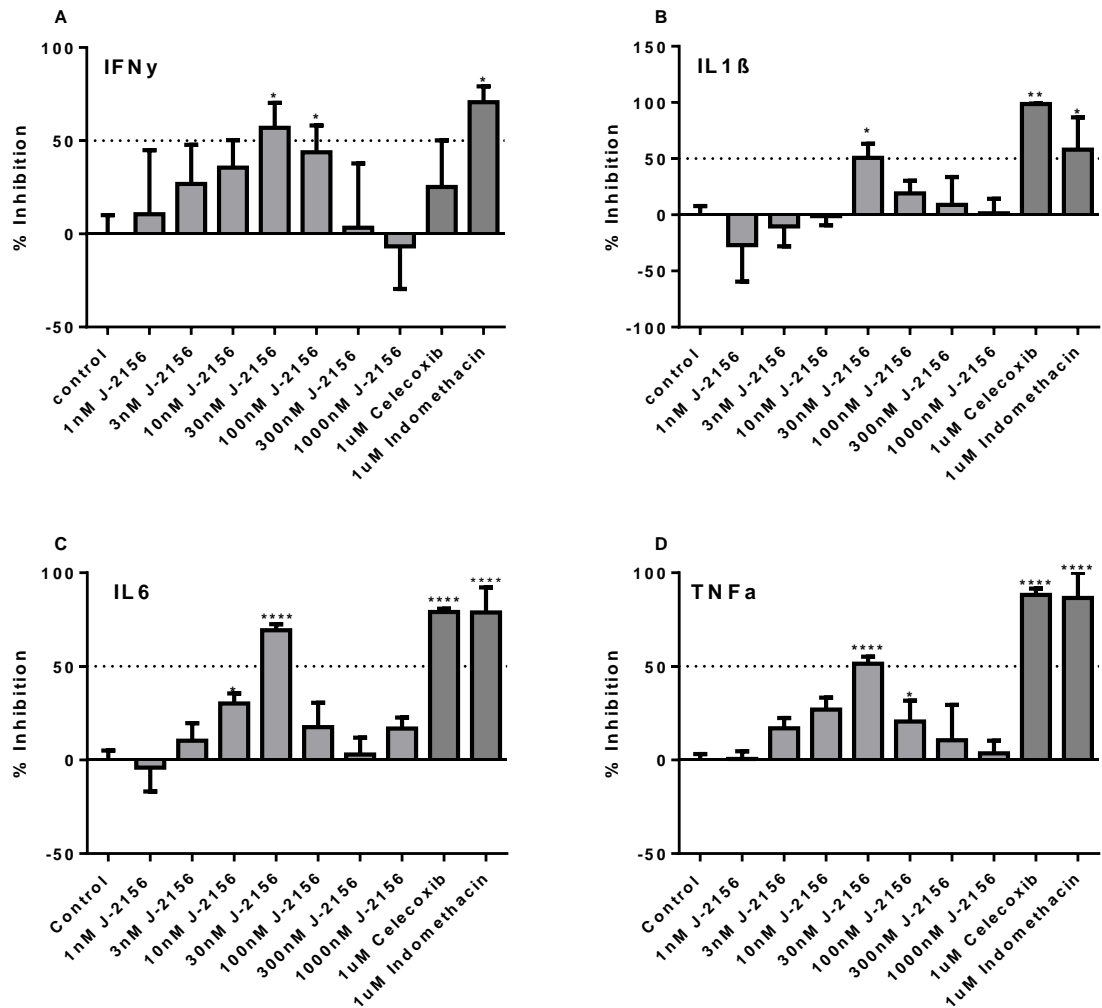 A
IFNy
% Inhibition
100
50
0
-50
*
*
*
control
1nM J-2156
3nM J-2156
10nM J-2156
30nM J-2156
100nM J-2156
300nM J-2156
1000nM J-2156
1uM Celecoxib
1uM Indomethacin
B
IL1ß
% Inhibition
150
100
50
0
-50
-100
*
**
*
control
1nM J-2156
3nM J-2156
10nM J-2156
30nM J-2156
100nM J-2156
300nM J-2156
1000nM J-2156
1uM Celecoxib
1uM Indomethacin
C
IL6
% Inhibition
100
50
0
-50
*
****
****
****
Control
1nM J-2156
3nM J-2156
10nM J-2156
30nM J-2156
100nM J-2156
300nM J-2156
1000nM J-2156
1uM Celecoxib
1uM Indomethacin
D
TNFa
% Inhibition
100
50
0
-50
****
*
****
****
Control
1nM J-2156
3nM J-2156
10nM J-2156
30nM J-2156
100nM J-2156
300nM J-2156
1000nM J-2156
1uM Celecoxib
1uM Indomethacin